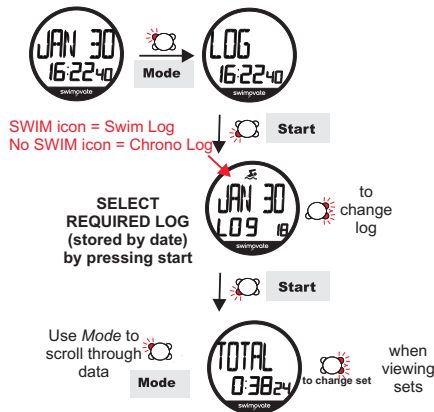 JAN 30
16:22 40
swimovate
Mode
LOG
16:22 40
swimovate
SWIM icon = Swim Log
No SWIM icon = Chrono Log
Start
SELECT
REQUIRED LOG
(stored by date)
by pressing start
JAN 30
LOG 18
swimovate
to
change
log
Start
Use Mode to
scroll through
data
Mode
TOTAL
0:38 24
swimovate
to change set
when
viewing
sets